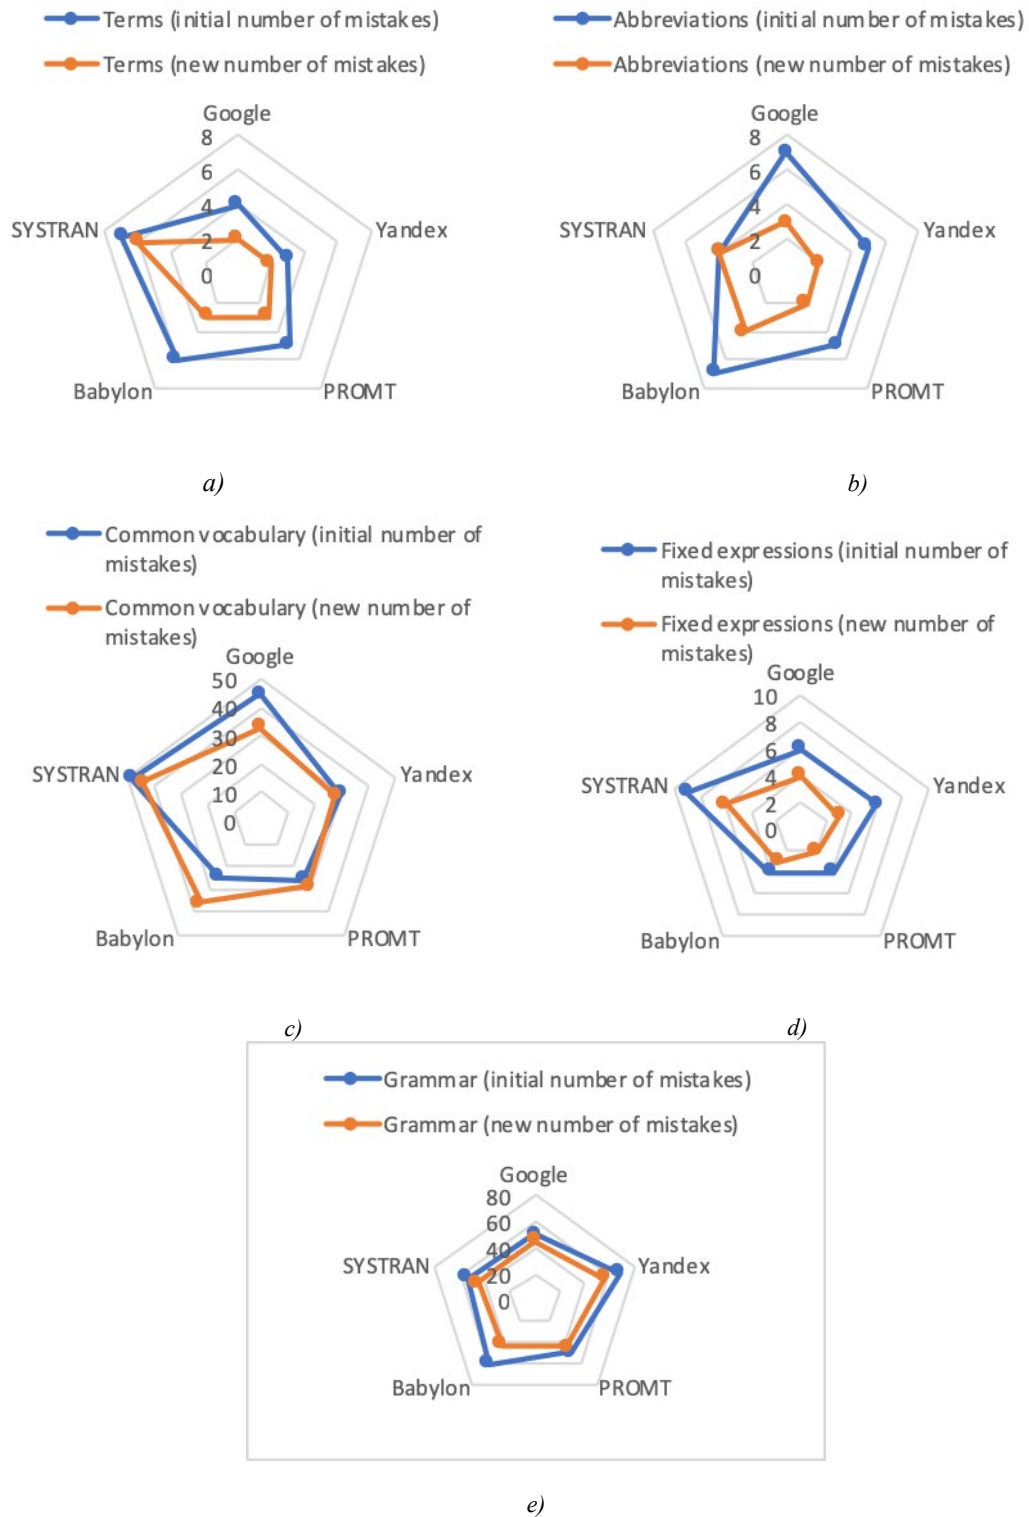 Terms (initial number of mistakes)
Terms (new number of mistakes)
Google
8
6
4
2
0
SYSTRAN
Yandex
Babylon
PROMT
a)
Abbreviations (initial number of mistakes)
Abbreviations (new number of mistakes)
Google
8
6
4
2
0
SYSTRAN
Yandex
Babylon
PROMT
b)
Common vocabulary (initial number of
mistakes)
Common vocabulary (new number of
mistakes)
Google
50
40
30
20
10
0
SYSTRAN
Yandex
Babylon
PROMT
c)
Fixed expressions (initial number of
mistakes)
Fixed expressions (new number of
mistakes)
Google
10
8
6
4
2
0
SYSTRAN
Yandex
Babylon
PROMT
d)
Grammar (initial number of mistakes)
Grammar (new number of mistakes)
Google
80
60
40
20
0
SYSTRAN
Yandex
Babylon
PROMT
e)